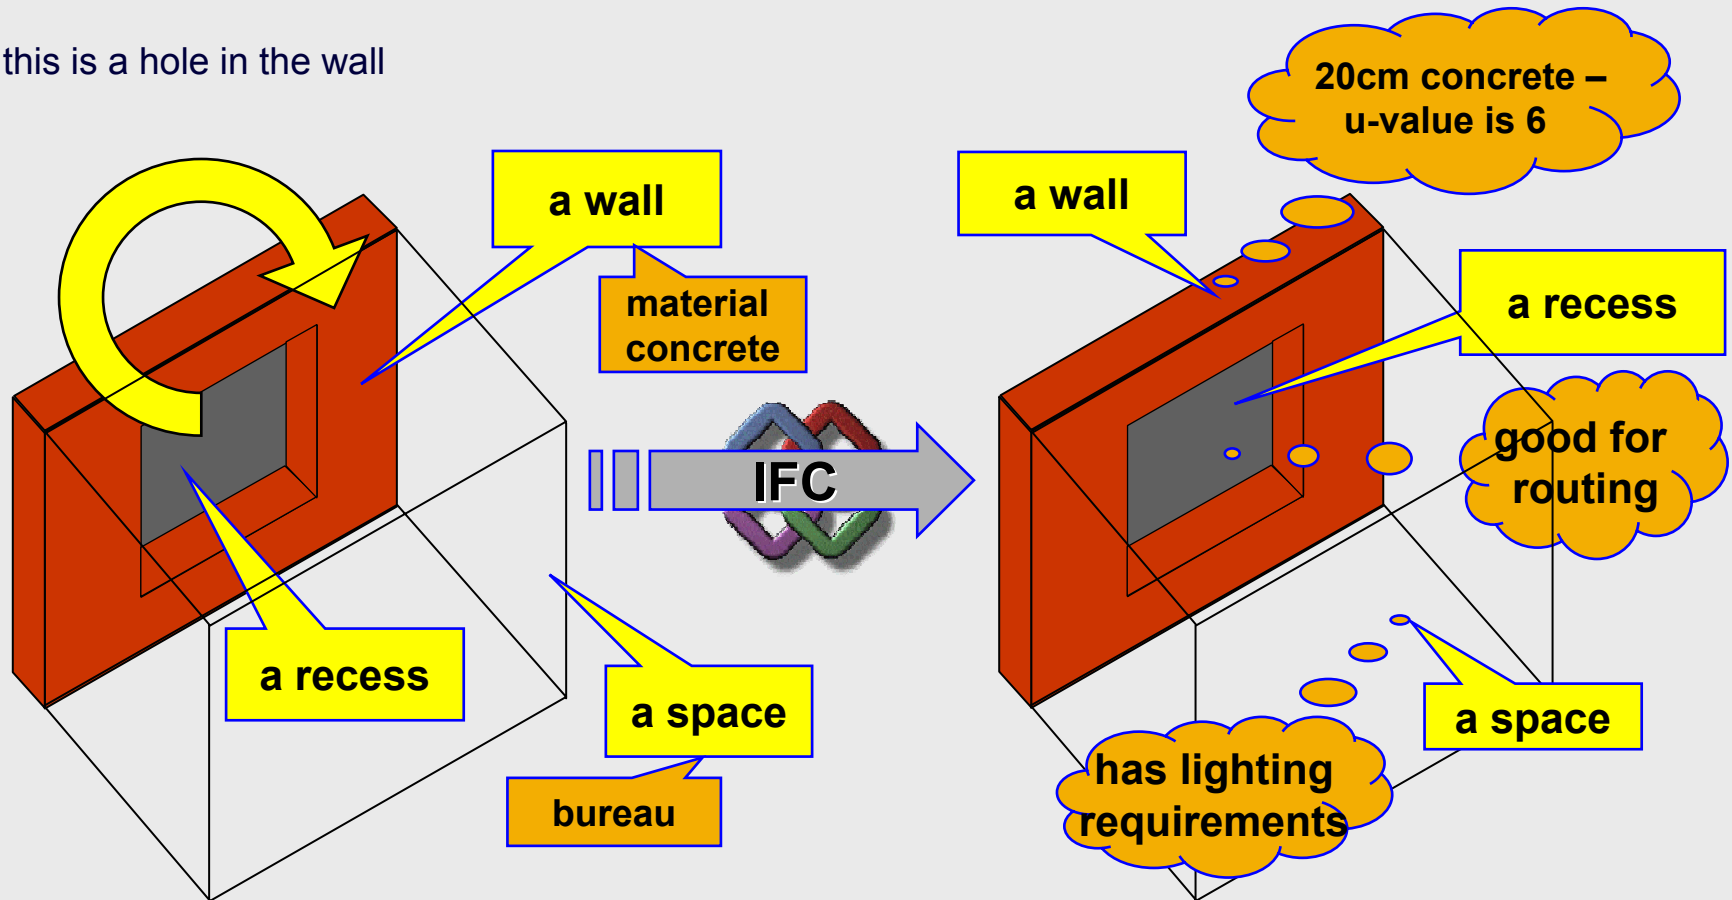 this is a hole in the wall
20cm concrete –
u-value is 6
a wall
material
concrete
a recess
a space
bureau
IFC
a wall
a recess
good for
routing
a space
has lighting
requirements